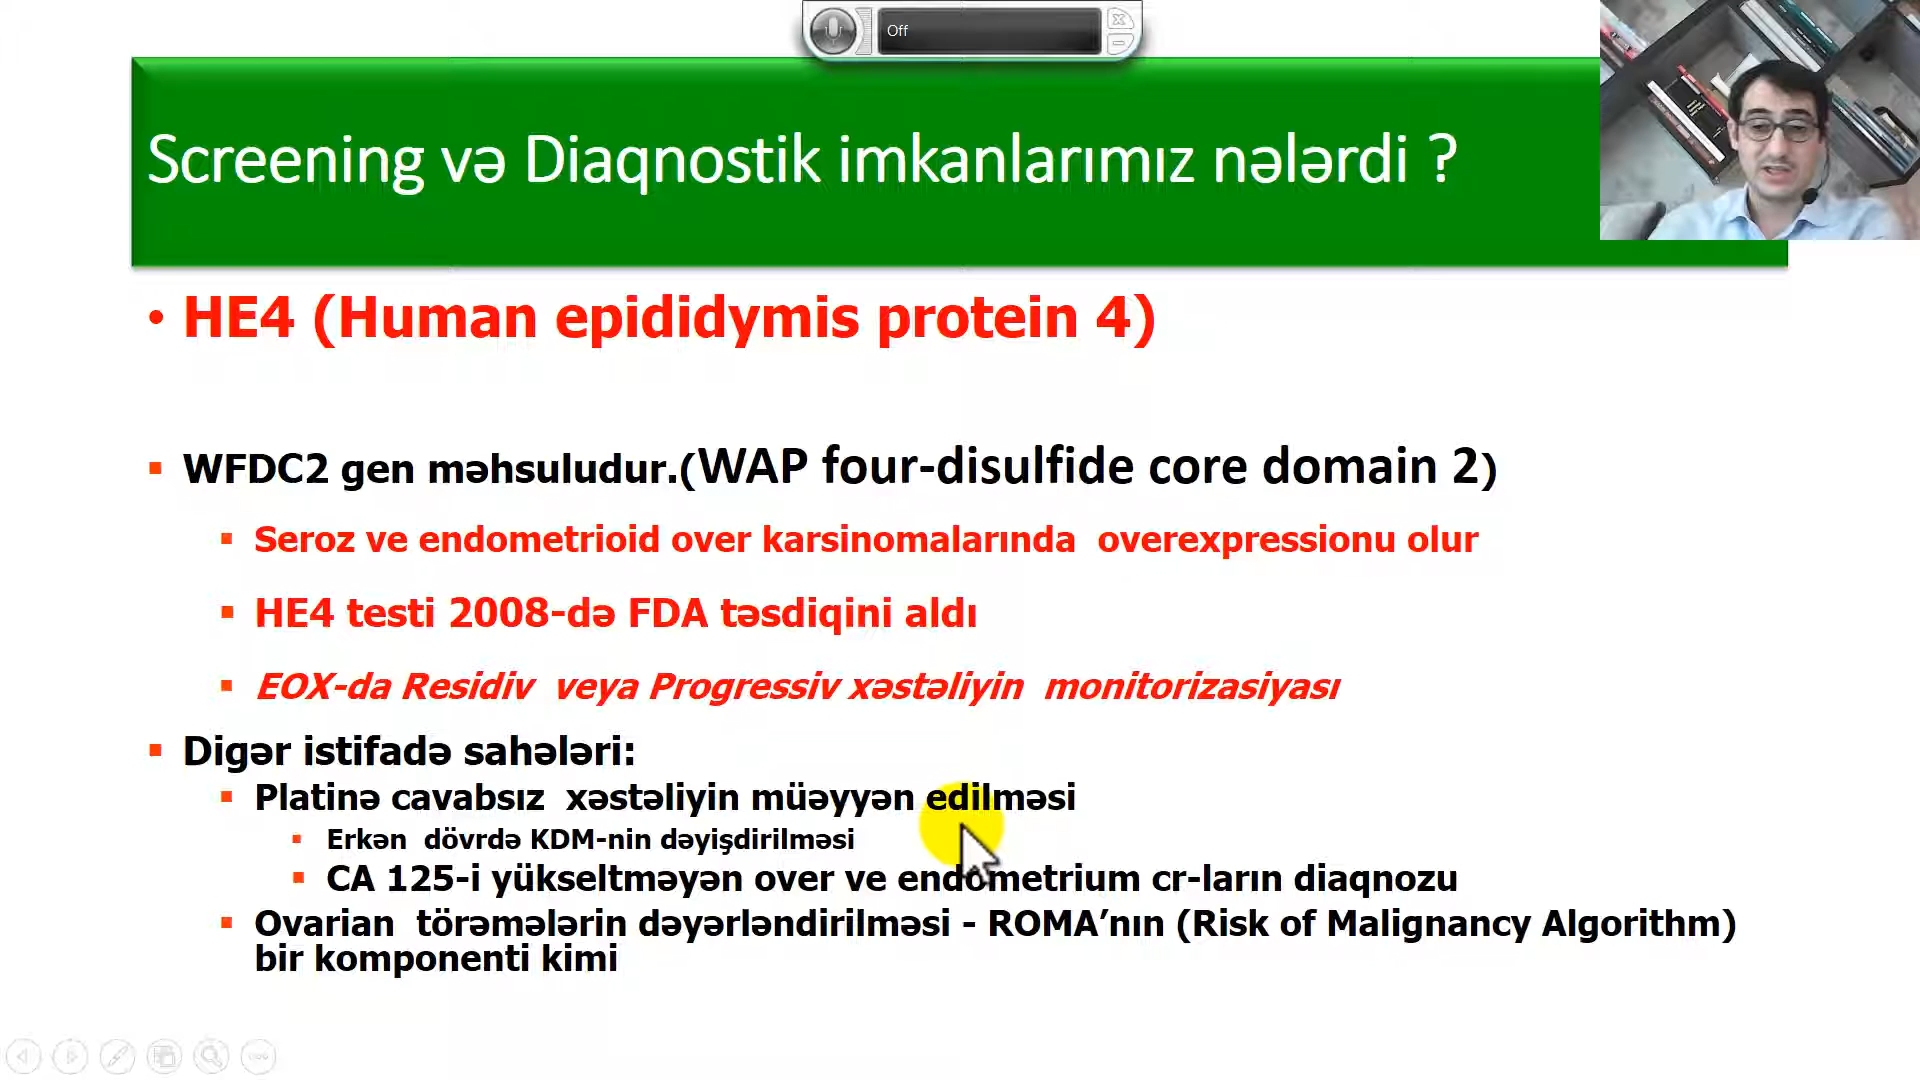 Off
Screening və Diaqnostik imkanlarımız nələrdi ?
• HE4 (Human epididymis protein 4)
▪ WFDC2 gen məhsuludur.(WAP four-disulfide core domain 2)
▪ Seroz ve endometrioid over karsinomalarında overexpressionu olur
▪ HE4 testi 2008-də FDA təsdiqini aldı
▪ EOX-da Residiv veya Progressiv xəstəliyin monitorizasiyası
▪ Digər istifadə sahələri:
▪ Platinə cavabsız xəstəliyin müəyyən edilməsi
▪ Erkən dövrdə KDM-nin dəyişdirilməsi
▪ CA 125-i yükseltməyən over ve endometrium cr-ların diaqnozu
▪ Ovarian törəmələrin dəyərləndirilməsi - ROMA’nın (Risk of Malignancy Algorithm)
bir komponenti kimi